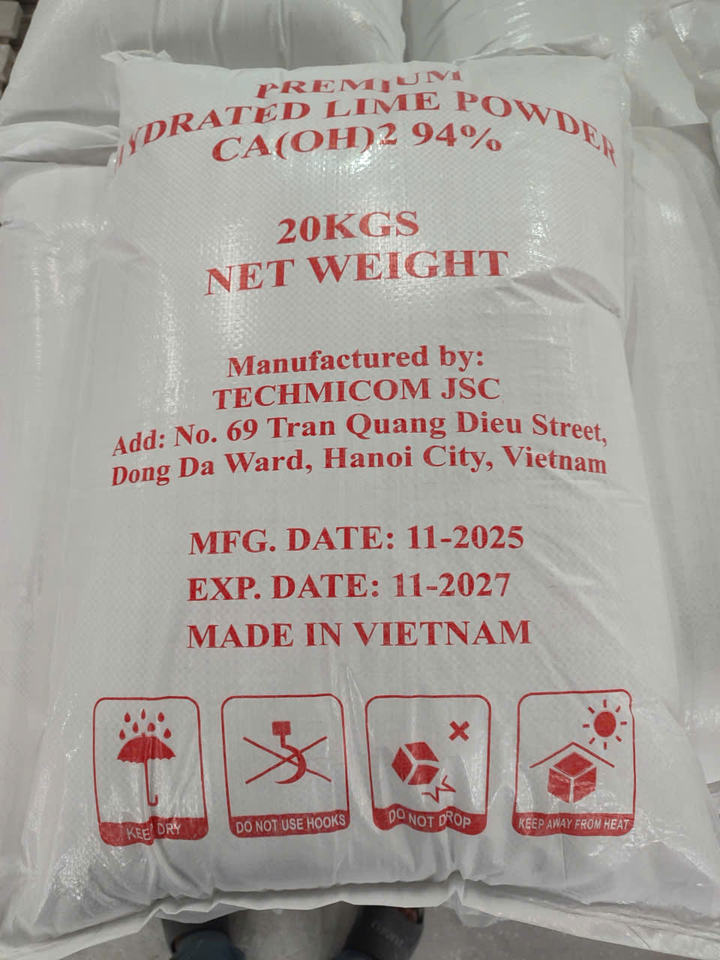 PREMIUM
HYDRATED LIME POWDER
CA(OH)2 94%
20KGS
NET WEIGHT
Manufactured by:
TECHMICOM JSC
Add: No. 69 Tran Quang Dieu Street,
Dong Da Ward, Hanoi City, Vietnam
MFG. DATE: 11-2025
EXP. DATE: 11-2027
MADE IN VIETNAM
KEEP DRY
DO NOT USE HOOKS
DO NOT DROP
KEEP AWAY FROM HEAT